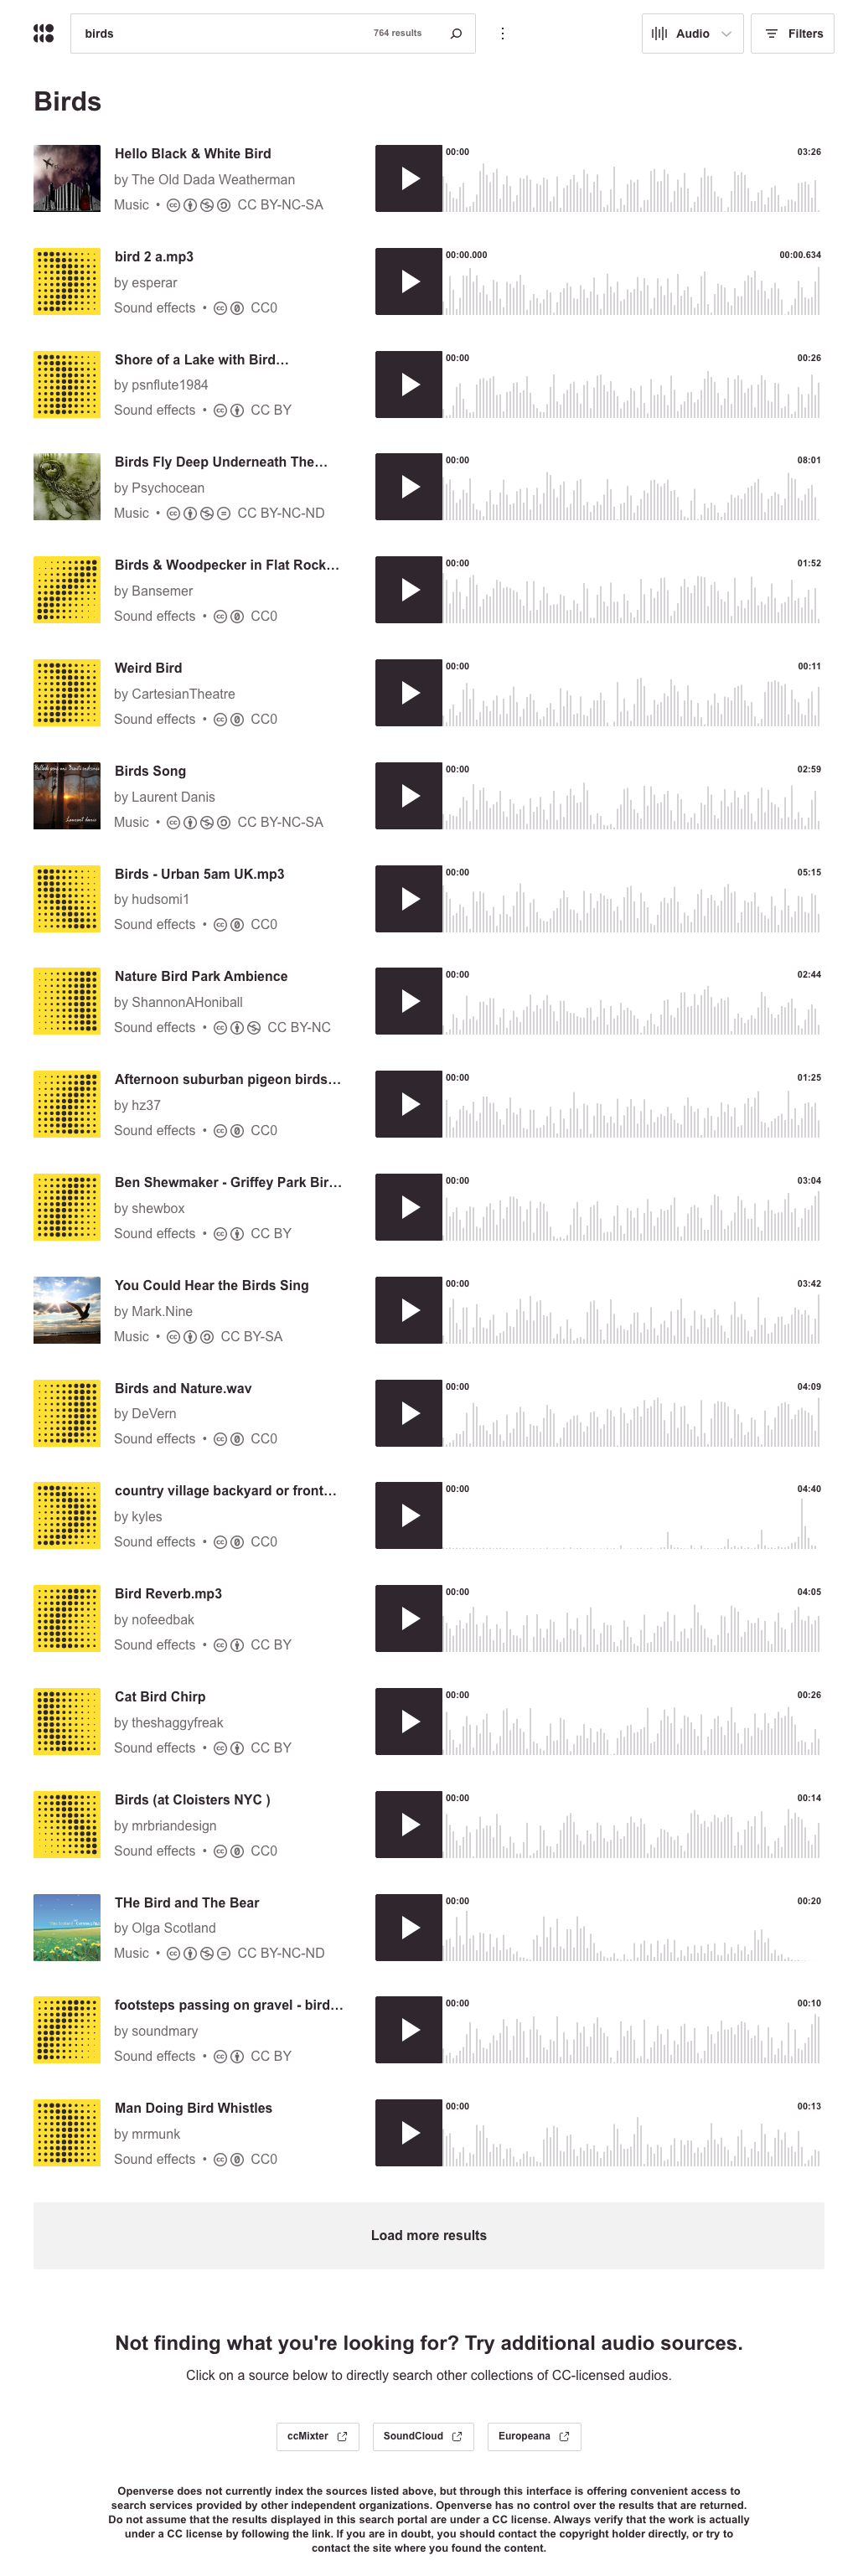 birds
764 results
Audio
Filters
Birds
Hello Black & White Bird
by The Old Dada Weatherman
Music • CC BY-NC-SA
00:00
03:26
bird 2 a.mp3
by esperar
Sound effects • CC0
00:00.000
00:00.634
Shore of a Lake with Bird…
by psnflute1984
Sound effects • CC BY
00:00
00:26
Birds Fly Deep Underneath The…
by Psychocean
Music • CC BY-NC-ND
00:00
08:01
Birds & Woodpecker in Flat Rock…
by Bansemer
Sound effects • CC0
00:00
01:52
Weird Bird
by CartesianTheatre
Sound effects • CC0
00:00
00:11
Birds Song
by Laurent Danis
Music • CC BY-NC-SA
00:00
02:59
Birds - Urban 5am UK.mp3
by hudsomi1
Sound effects • CC0
00:00
05:15
Nature Bird Park Ambience
by ShannonAHoniball
Sound effects • CC BY-NC
00:00
02:44
Afternoon suburban pigeon birds…
by hz37
Sound effects • CC0
00:00
01:25
Ben Shewmaker - Griffey Park Bir…
by shewbox
Sound effects • CC BY
00:00
03:04
You Could Hear the Birds Sing
by Mark.Nine
Music • CC BY-SA
00:00
03:42
Birds and Nature.wav
by DeVern
Sound effects • CC0
00:00
04:09
country village backyard or front…
by kyles
Sound effects • CC0
00:00
04:40
Bird Reverb.mp3
by nofeedbak
Sound effects • CC BY
00:00
04:05
Cat Bird Chirp
by theshaggyfreak
Sound effects • CC BY
00:00
00:26
Birds (at Cloisters NYC )
by mrbriandesign
Sound effects • CC0
00:00
00:14
THe Bird and The Bear
by Olga Scotland
Music • CC BY-NC-ND
00:00
00:20
footsteps passing on gravel - bird…
by soundmary
Sound effects • CC BY
00:00
00:10
Man Doing Bird Whistles
by mrmunk
Sound effects • CC0
00:00
00:13
Load more results
Not finding what you're looking for? Try additional audio sources.
Click on a source below to directly search other collections of CC-licensed audios.
ccMixter
SoundCloud
Europeana
Openverse does not currently index the sources listed above, but through this interface is offering convenient access to
search services provided by other independent organizations. Openverse has no control over the results that are returned.
Do not assume that the results displayed in this search portal are under a CC license. Always verify that the work is actually
under a CC license by following the link. If you are in doubt, you should contact the copyright holder directly, or try to
contact the site where you found the content.